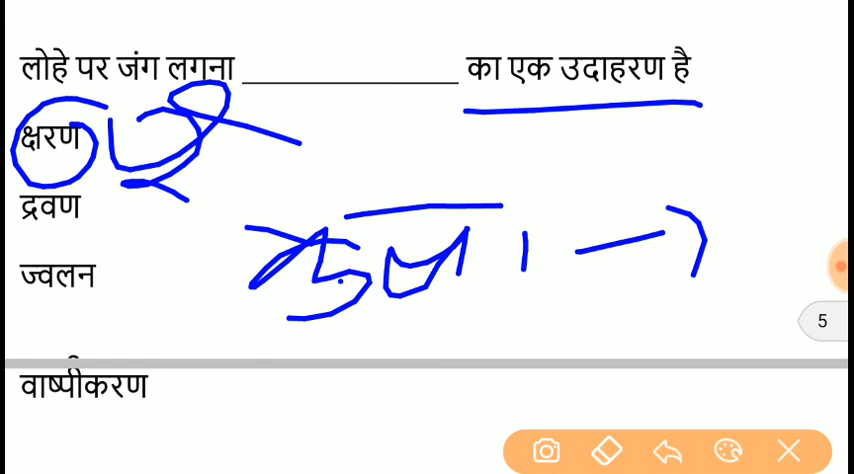 लोहे पर जंग लगना ______________ का एक उदाहरण है
क्षरण
द्रवण
ज्वलन
5
वाष्पीकरण